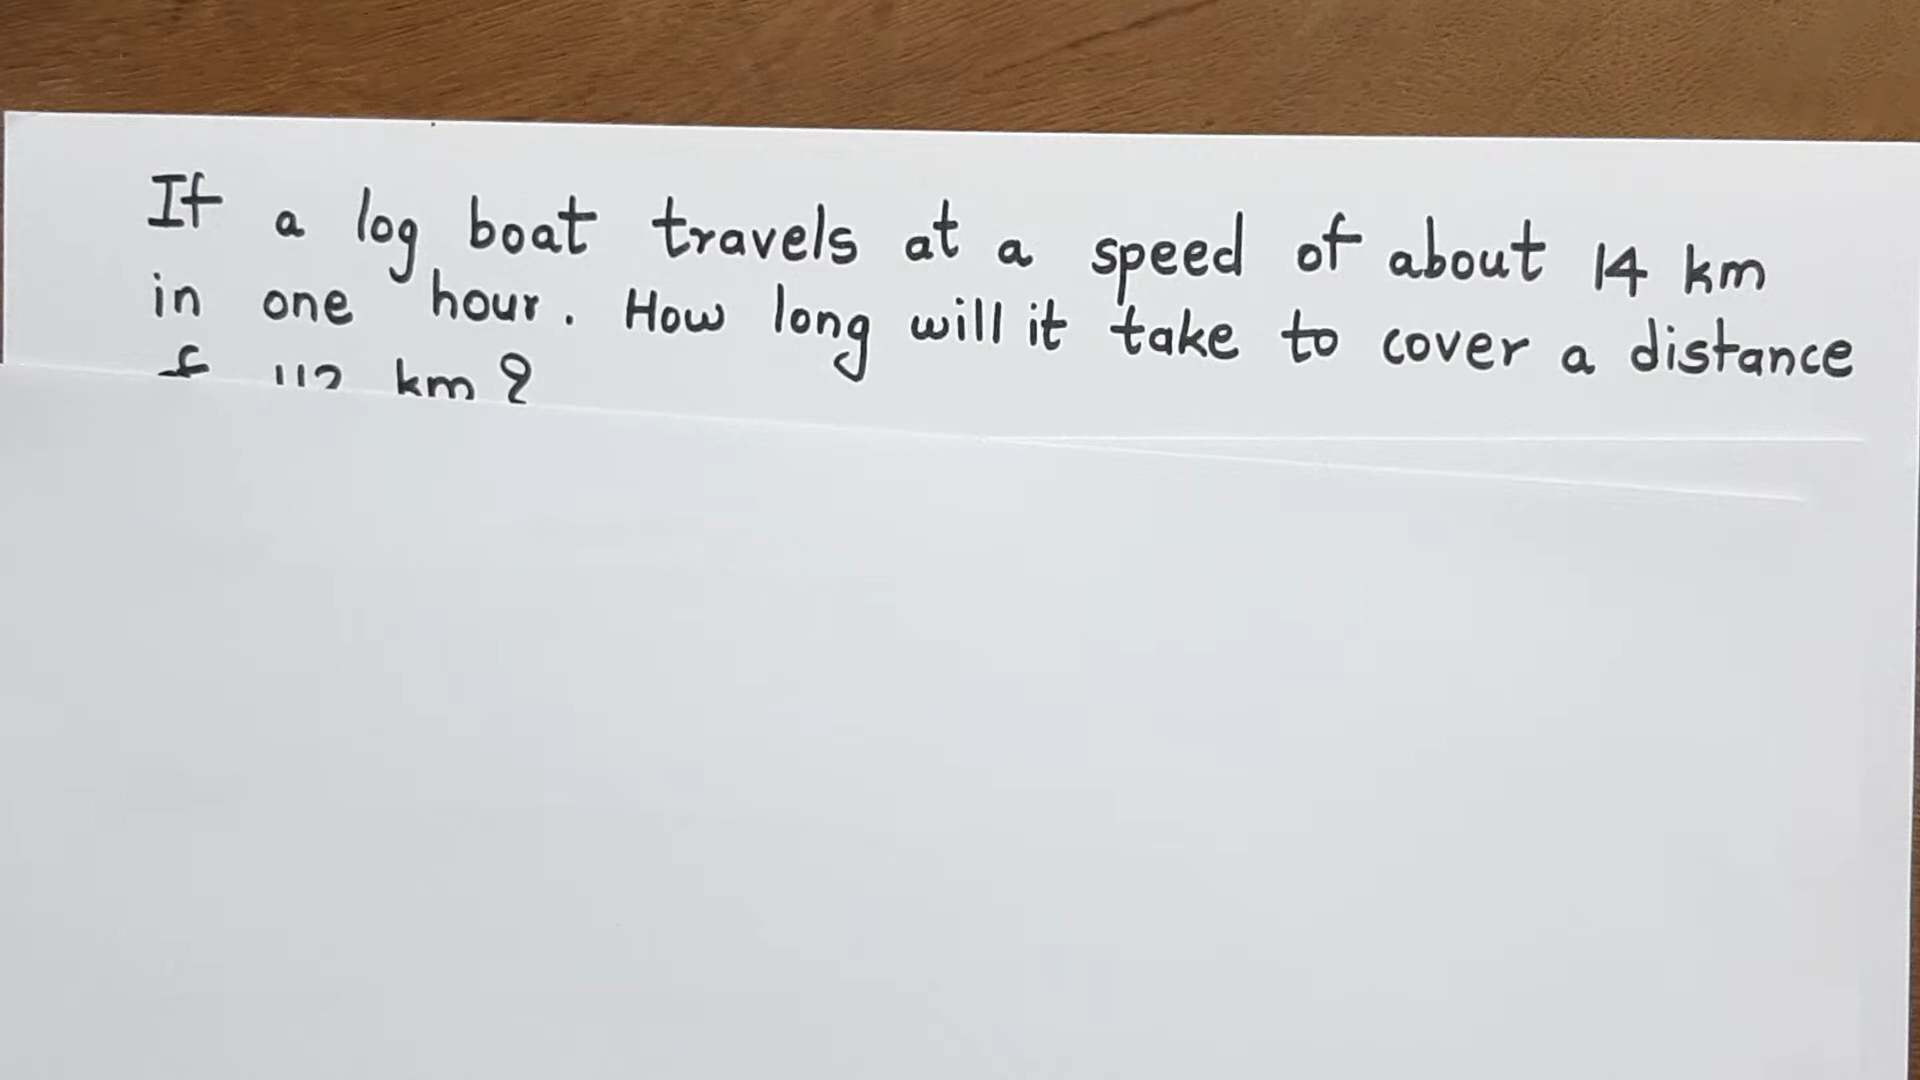 If a log boat travels at a speed of about 14 km
in one hour. How long will it take to cover a distance
km?